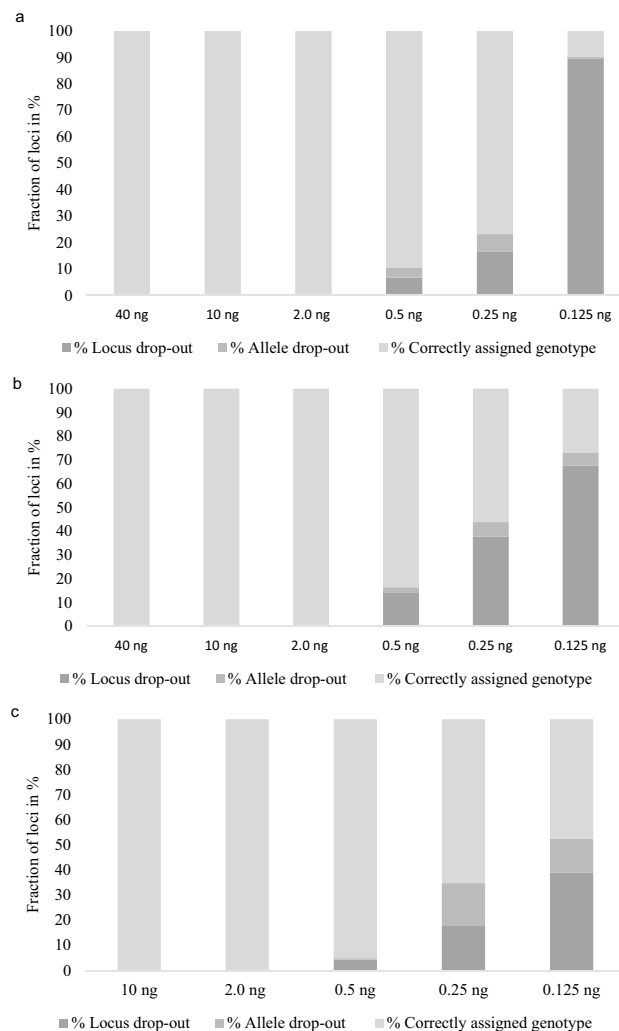 a
Fraction of loci in %
100
90
80
70
60
50
40
30
20
10
0
40 ng 10 ng 2.0 ng 0.5 ng 0.25 ng 0.125 ng
% Locus drop-out % Allele drop-out % Correctly assigned genotype
b
Fraction of loci in %
100
90
80
70
60
50
40
30
20
10
0
40 ng 10 ng 2.0 ng 0.5 ng 0.25 ng 0.125 ng
% Locus drop-out % Allele drop-out % Correctly assigned genotype
c
Fraction of loci in %
100
90
80
70
60
50
40
30
20
10
0
10 ng 2.0 ng 0.5 ng 0.25 ng 0.125 ng
% Locus drop-out % Allele drop-out % Correctly assigned genotype